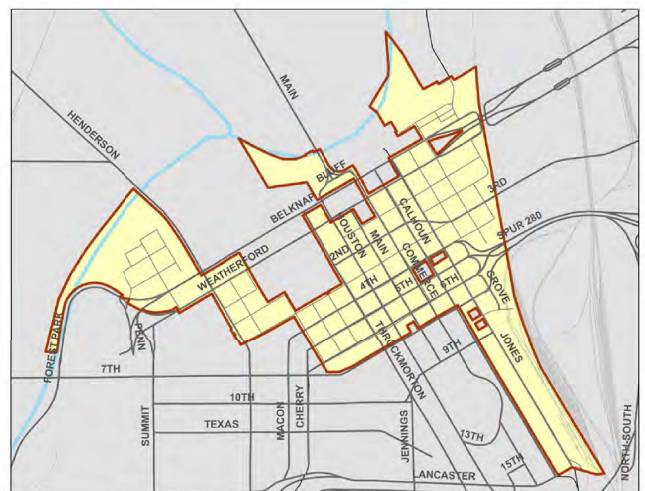 MAIN
HENDERSON
BLUFF
BELKNAP
3RD
CALHOUN
OUSTON
WEATHERFORD
2ND
MAIN
SPUR 280
COMMERCE
4TH
5TH
6TH
GROVE
FOREST PARK
PENN
THROCKMORTON
JONES
9TH
7TH
10TH
SUMMIT
MACON
CHERRY
TEXAS
JENNINGS
13TH
15TH
LANCASTER
NORTH-SOUTH